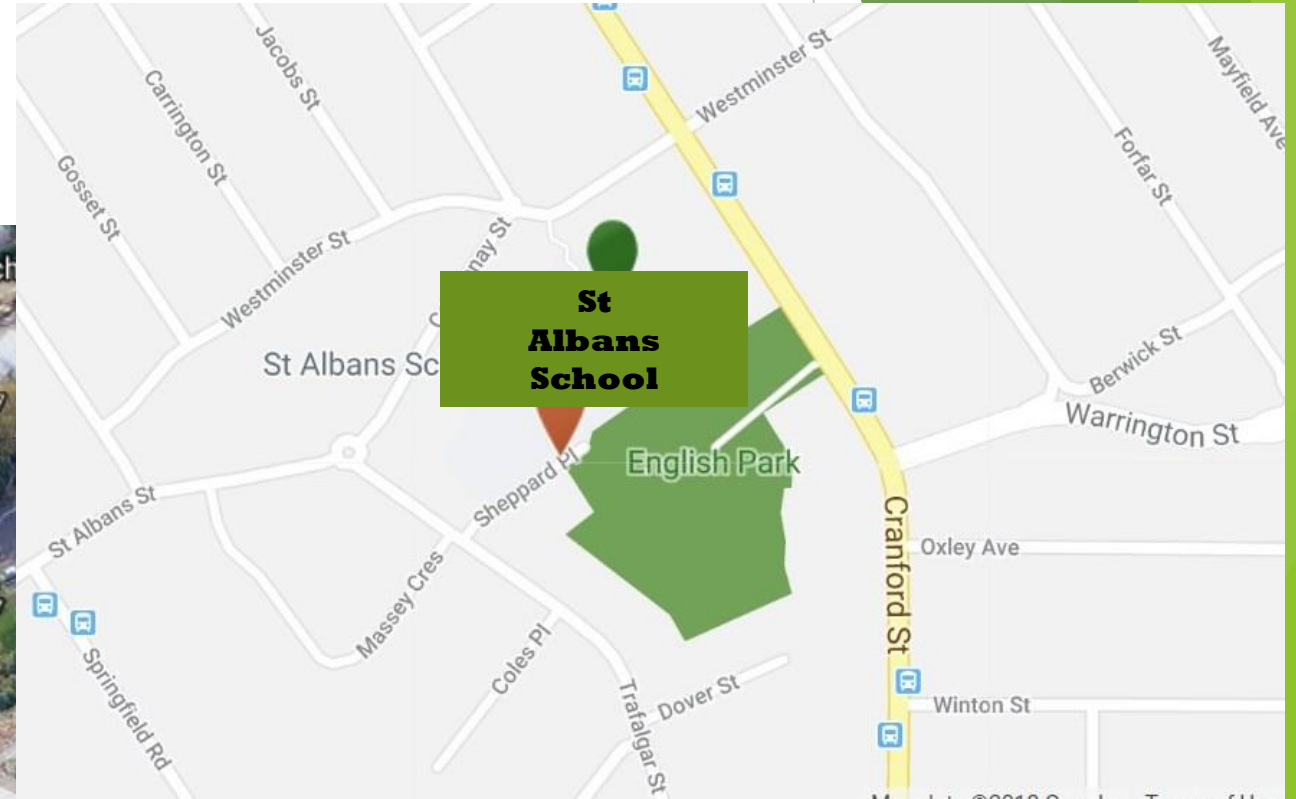 Jacobs St
Westminster St
Mayfield Ave
Carrington St
Forfar St
Gosset St
Westminster St
St Albans Sc
St
Albans
School
Berwick St
Warrington St
English Park
Sheppard Pl
St Albans St
Cranford St
Oxley Ave
Massey Cres
Coles Pl
Springfield Rd
Trafalgar St
Dover St
Winton St